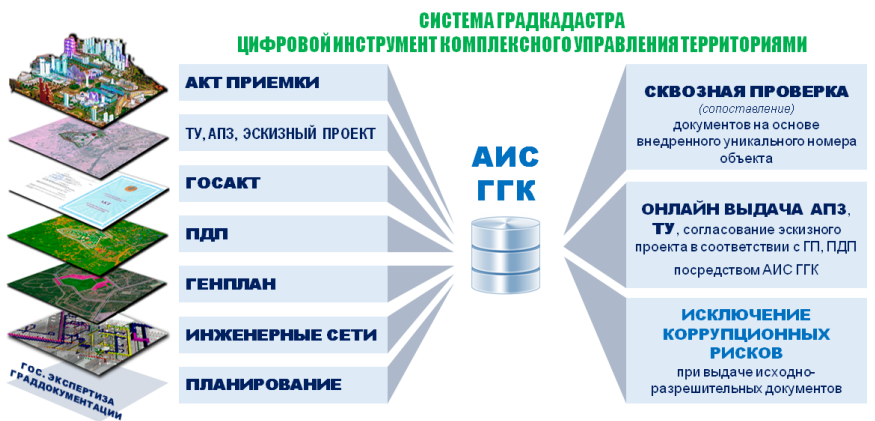 СИСТЕМА ГРАДКАДАСТРА
ЦИФРОВОЙ ИНСТРУМЕНТ КОМПЛЕКСНОГО УПРАВЛЕНИЯ ТЕРРИТОРИЯМИ
АКТ ПРИЕМКИ
ТУ, АПЗ, ЭСКИЗНЫЙ ПРОЕКТ
ГОСАКТ
ПДП
ГЕНПЛАН
ИНЖЕНЕРНЫЕ СЕТИ
ПЛАНИРОВАНИЕ
ГОС. ЭКСПЕРТИЗА
ГРАДДОКУМЕНТАЦИИ
АИС
ГГК
СКВОЗНАЯ ПРОВЕРКА
(сопоставление)
документов на основе
внедренного уникального номера
объекта
ОНЛАЙН ВЫДАЧА АПЗ,
ТУ, согласование эскизного
проекта в соответствии с ГП, ПДП
посредством АИС ГГК
ИСКЛЮЧЕНИЕ
КОРРУПЦИОННЫХ
РИСКОВ
при выдаче исходно-
разрешительных документов